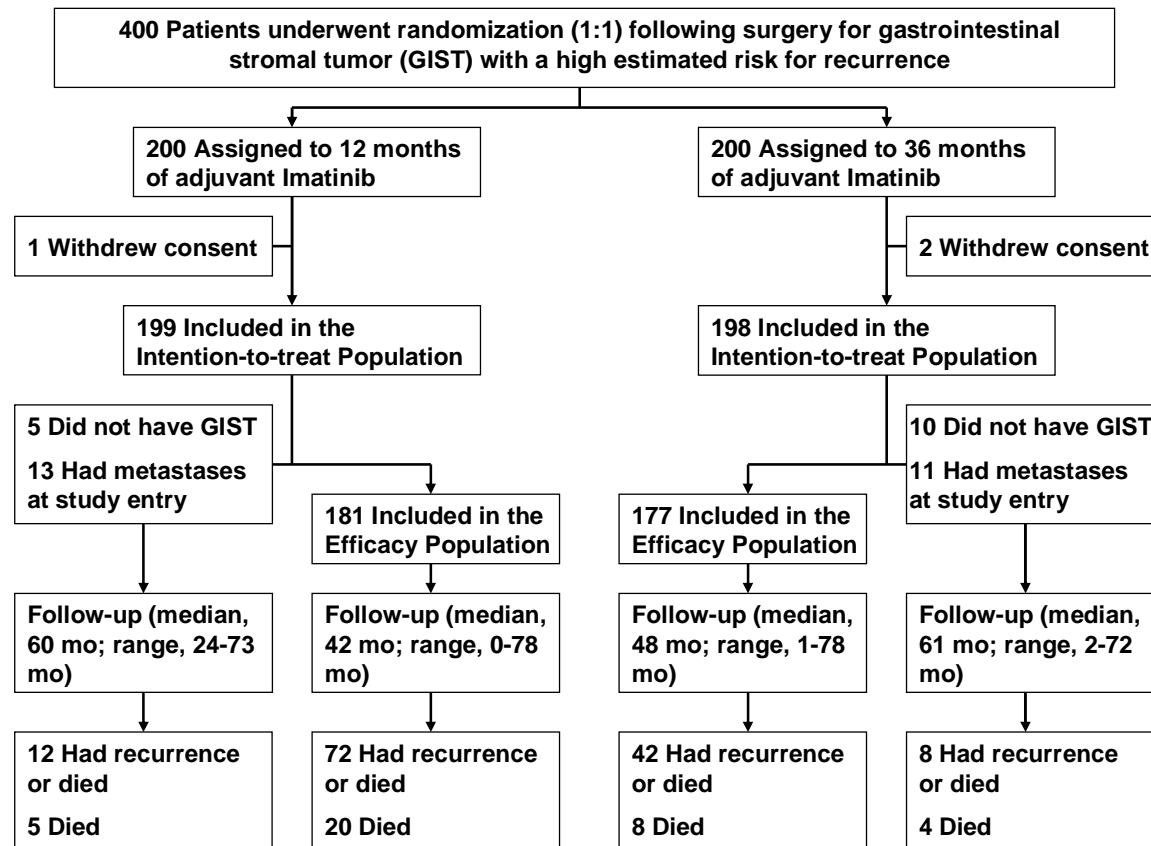 400 Patients underwent randomization (1:1) following surgery for gastrointestinal
stromal tumor (GIST) with a high estimated risk for recurrence
200 Assigned to 12 months
of adjuvant Imatinib
200 Assigned to 36 months
of adjuvant Imatinib
1 Withdrew consent
2 Withdrew consent
199 Included in the
Intention-to-treat Population
198 Included in the
Intention-to-treat Population
5 Did not have GIST
13 Had metastases
at study entry
10 Did not have GIST
11 Had metastases
at study entry
181 Included in the
Efficacy Population
177 Included in the
Efficacy Population
Follow-up (median,
60 mo; range, 24-73
mo)
Follow-up (median,
42 mo; range, 0-78
mo)
Follow-up (median,
48 mo; range, 1-78
mo)
Follow-up (median,
61 mo; range, 2-72
mo)
12 Had recurrence
or died
5 Died
72 Had recurrence
or died
20 Died
42 Had recurrence
or died
8 Died
8 Had recurrence
or died
4 Died